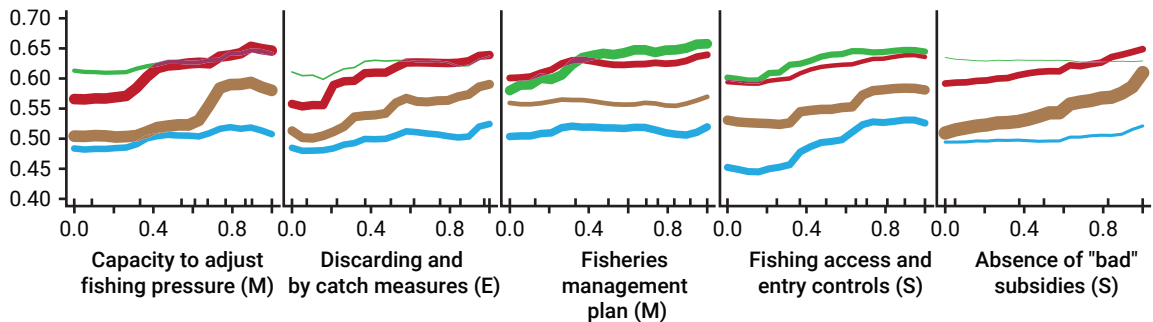 0.70
0.65
0.60
0.55
0.50
0.45
0.40
0.0 0.4 0.8 0.0 0.4 0.8 0.0 0.4 0.8 0.0 0.4 0.8 0.0 0.4 0.8
Capacity to adjust
fishing pressure (M)
Discarding and
by catch measures (E)
Fisheries
management
plan (M)
Fishing access and
entry controls (S)
Absence of "bad"
subsidies (S)